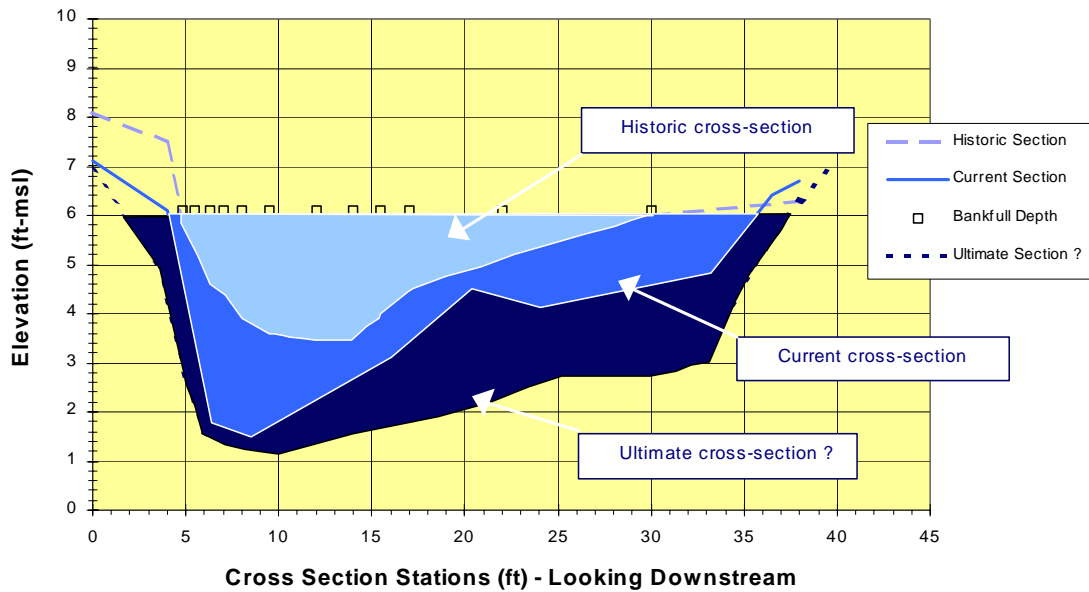 10
9
8
7
6
5
4
3
2
1
0
Elevation (ft-msl)
Historic cross-section
Current cross-section
Ultimate cross-section ?
Historic Section
Current Section
Bankfull Depth
Ultimate Section ?
0 5 10 15 20 25 30 35 40 45
Cross Section Stations (ft) - Looking Downstream